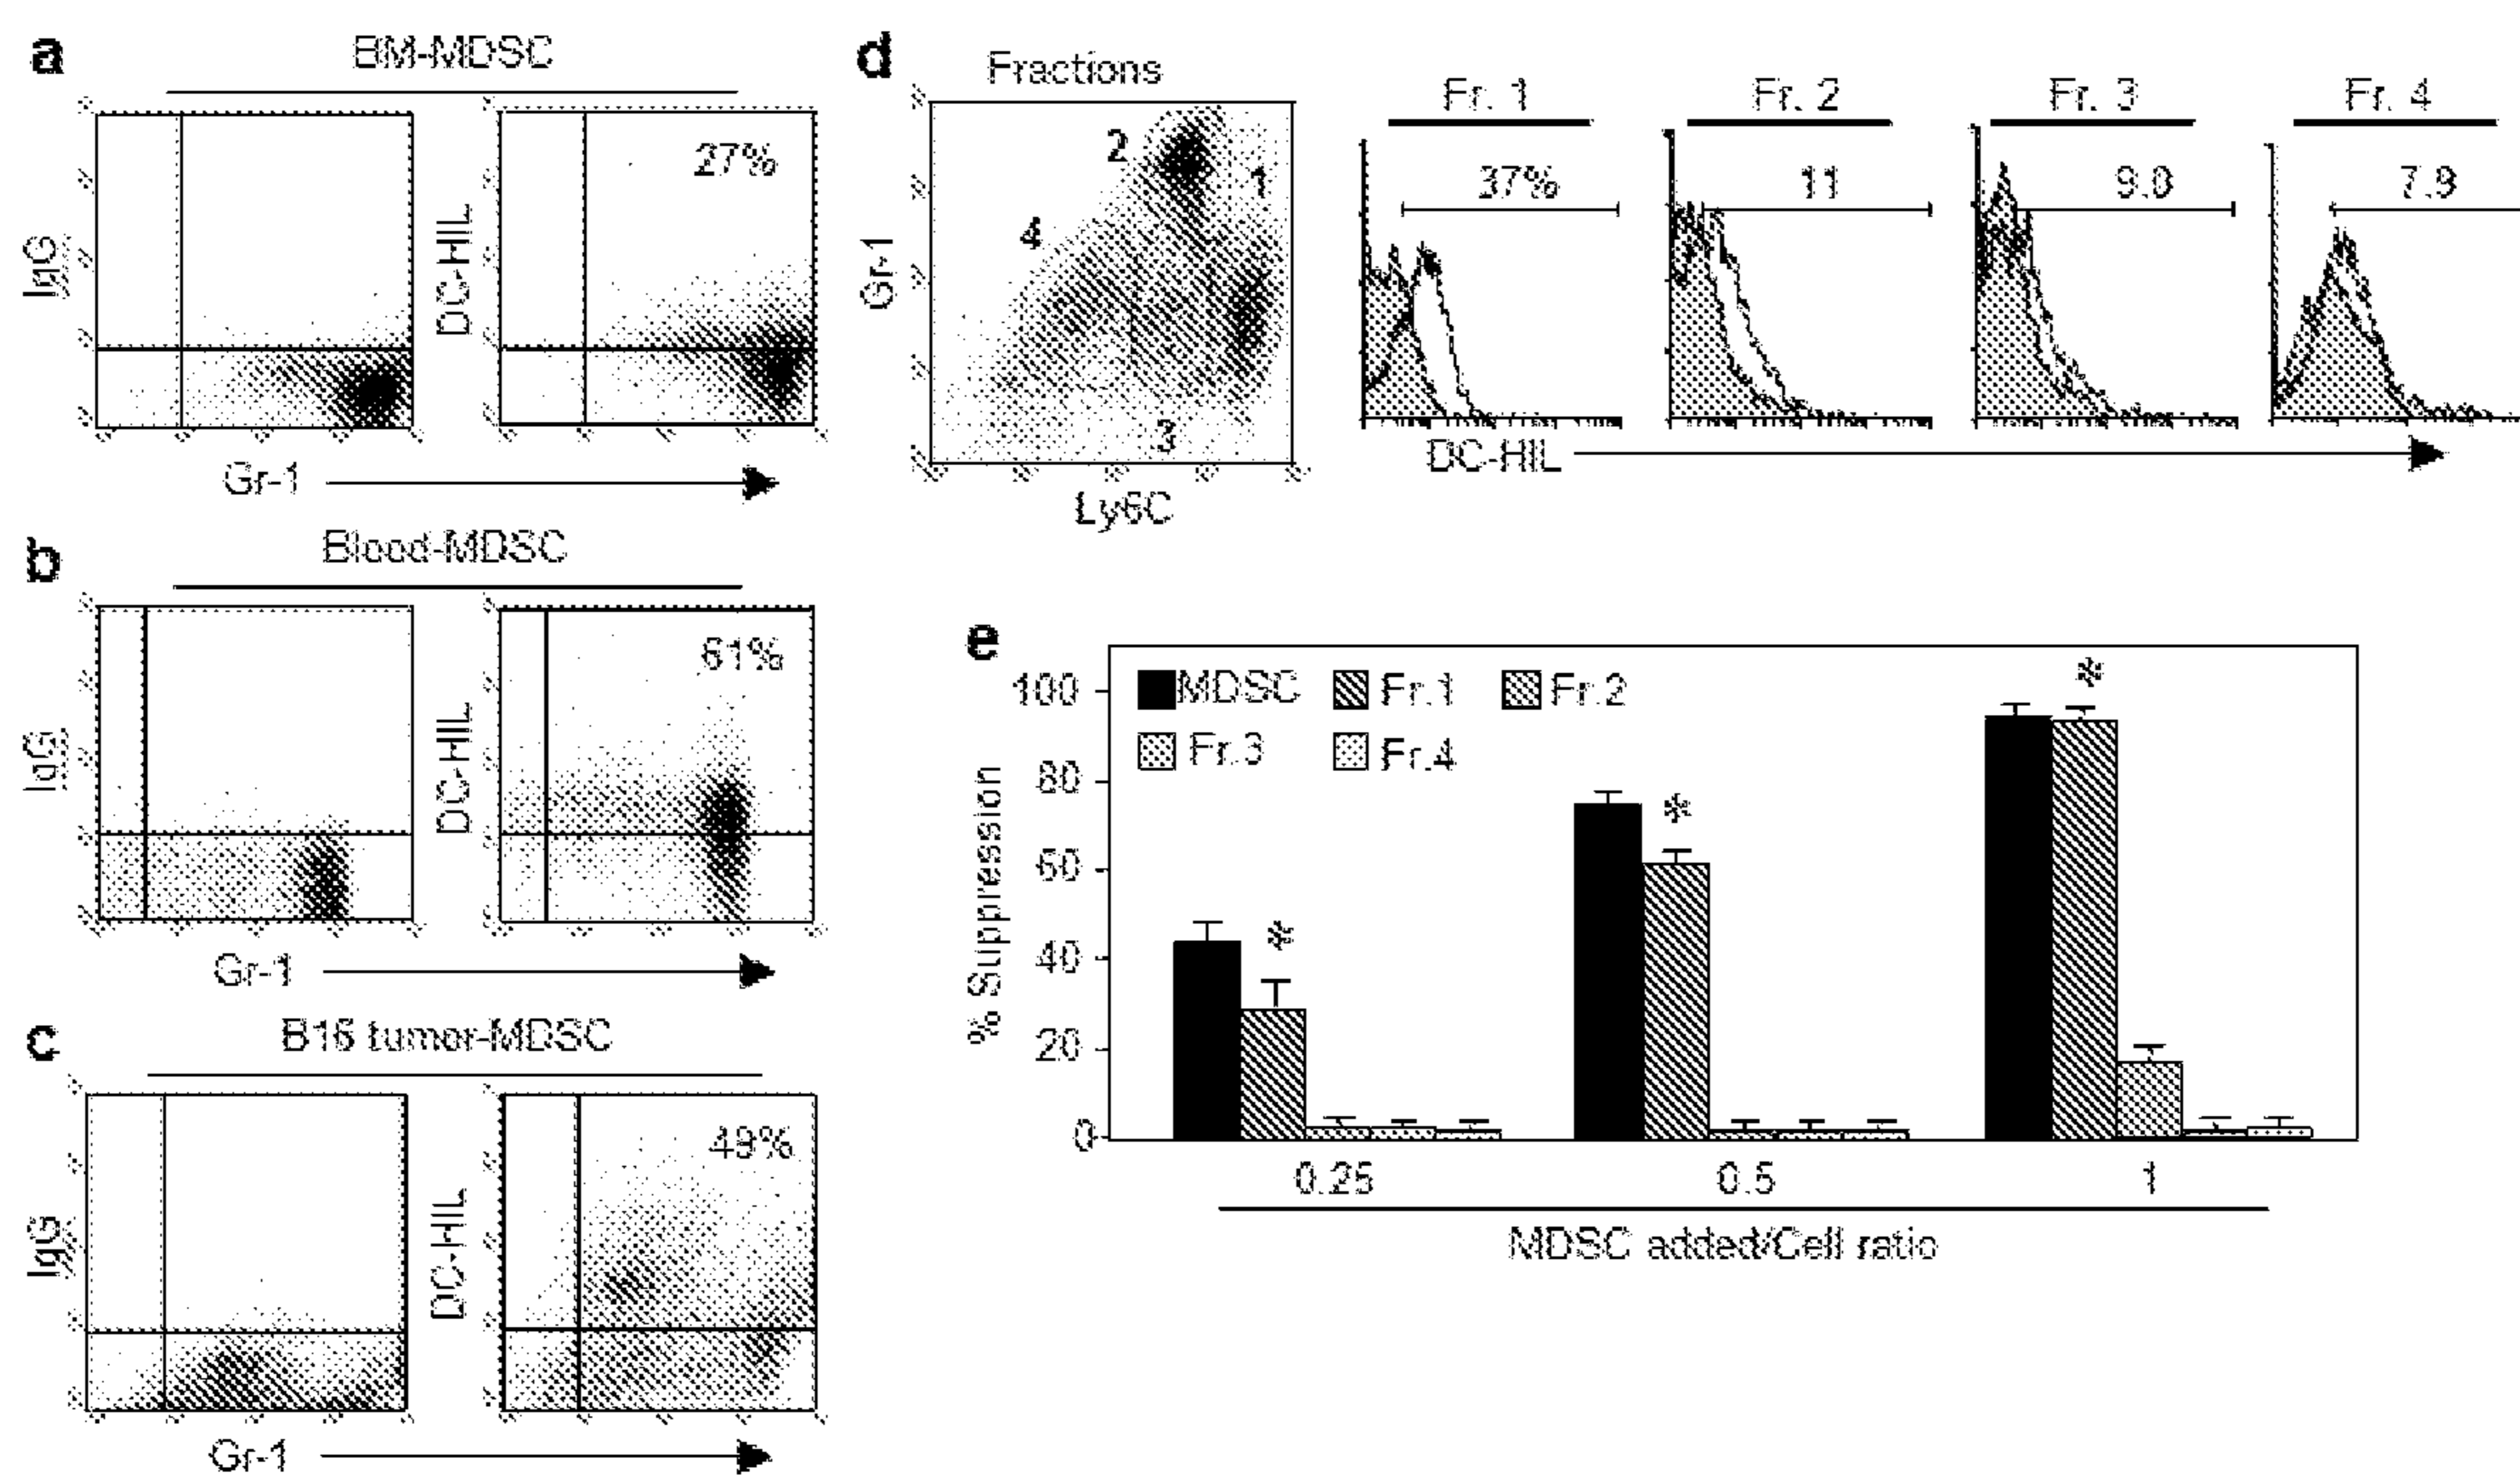 a
BM-MDSC
27%
IgG
DC-HIL
Gr-1
b
Blood-MDSC
61%
IgG
DC-HIL
Gr-1
c
B16 tumor-MDSC
49%
IgG
DC-HIL
Gr-1
d
Fractions
2
1
4
3
Gr-1
Ly6C
Fr. 1
Fr. 2
Fr. 3
Fr. 4
37%
11
9.0
DC-HIL
e
MDSC
Fr.1
Fr.2
Fr.3
Fr.4
% Suppression
100
80
60
40
20
0
*
*
*
0.25
0.5
1
MDSC added/Cell ratio